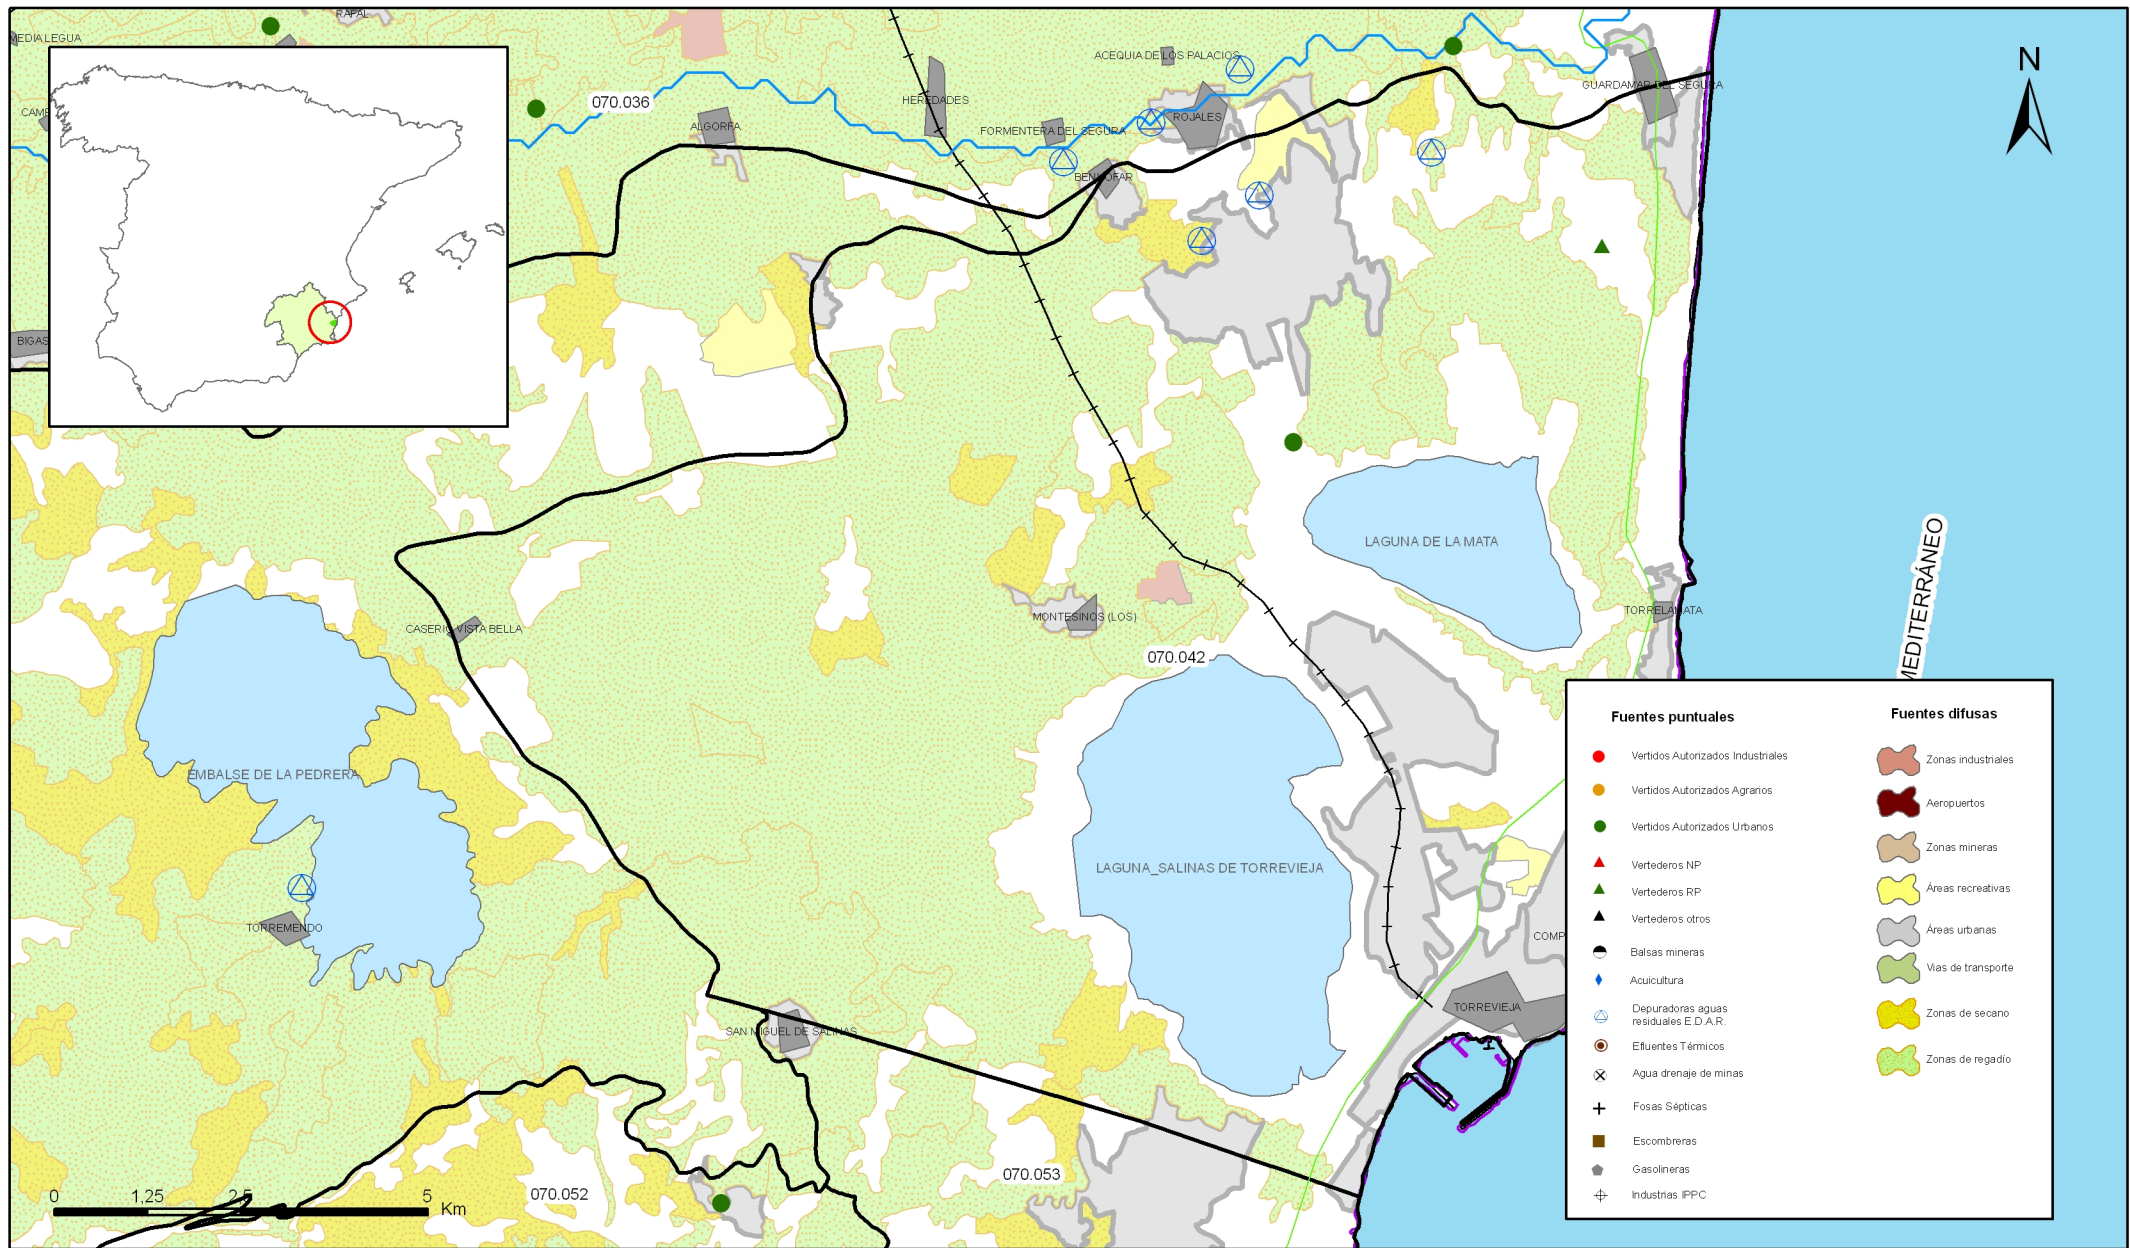 RAFAL
MEDIA LEGUA
N
ACEQUIA DE LOS PALACIOS
GUARDAMAR DEL SEGURA
HEREDADES
070.036
ALGORFA
FORMENTERA DEL SEGURA
ROJALES
BENIJOFAR
BIGAS
LAGUNA DE LA MATA
MEDITERRÁNEO
TORRELAMATA
MONTESINOS (LOS)
CASERIO VISTA BELLA
070.042
EMBALSE DE LA PEDRERA
LAGUNA_SALINAS DE TORREVIEJA
TORREMENDO
COMP
TORREVIEJA
SAN MIGUEL DE SALINAS
070.053
070.052
0 1,25 2,5 5
Km
Fuentes puntuales
Vertidos Autorizados Industriales
Vertidos Autorizados Agrarios
Vertidos Autorizados Urbanos
Vertederos NP
Vertederos RP
Vertederos otros
Balsas mineras
Acuicultura
Depuradoras aguas
residuales E.D.A.R.
Efluentes Térmicos
Agua drenaje de minas
Fosas Sépticas
Escombreras
Gasolineras
Industrias IPPC
Fuentes difusas
Zonas industriales
Aeropuertos
Zonas mineras
Áreas recreativas
Áreas urbanas
Vias de transporte
Zonas de secano
Zonas de regadío